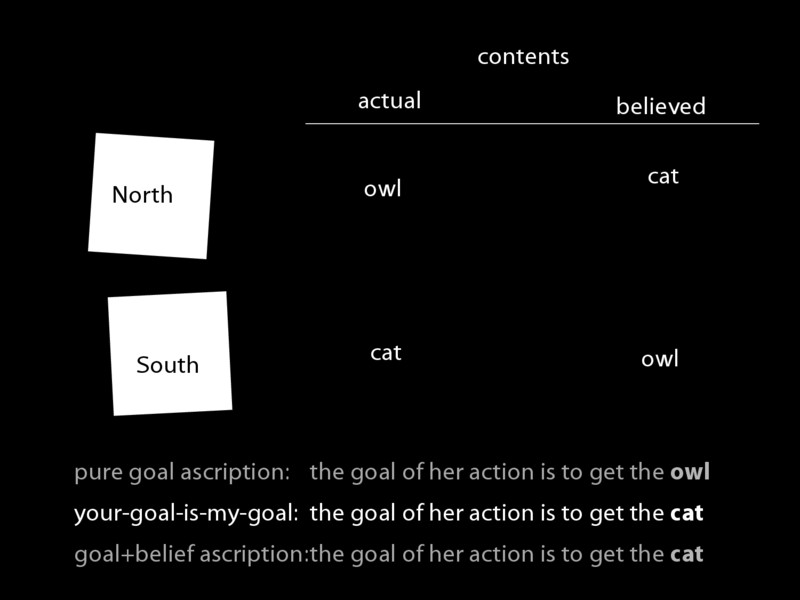 contents
actual believed
North owl cat
South cat owl
pure goal ascription: the goal of her action is to get the owl
your-goal-is-my-goal: the goal of her action is to get the cat
goal+belief ascription:the goal of her action is to get the cat